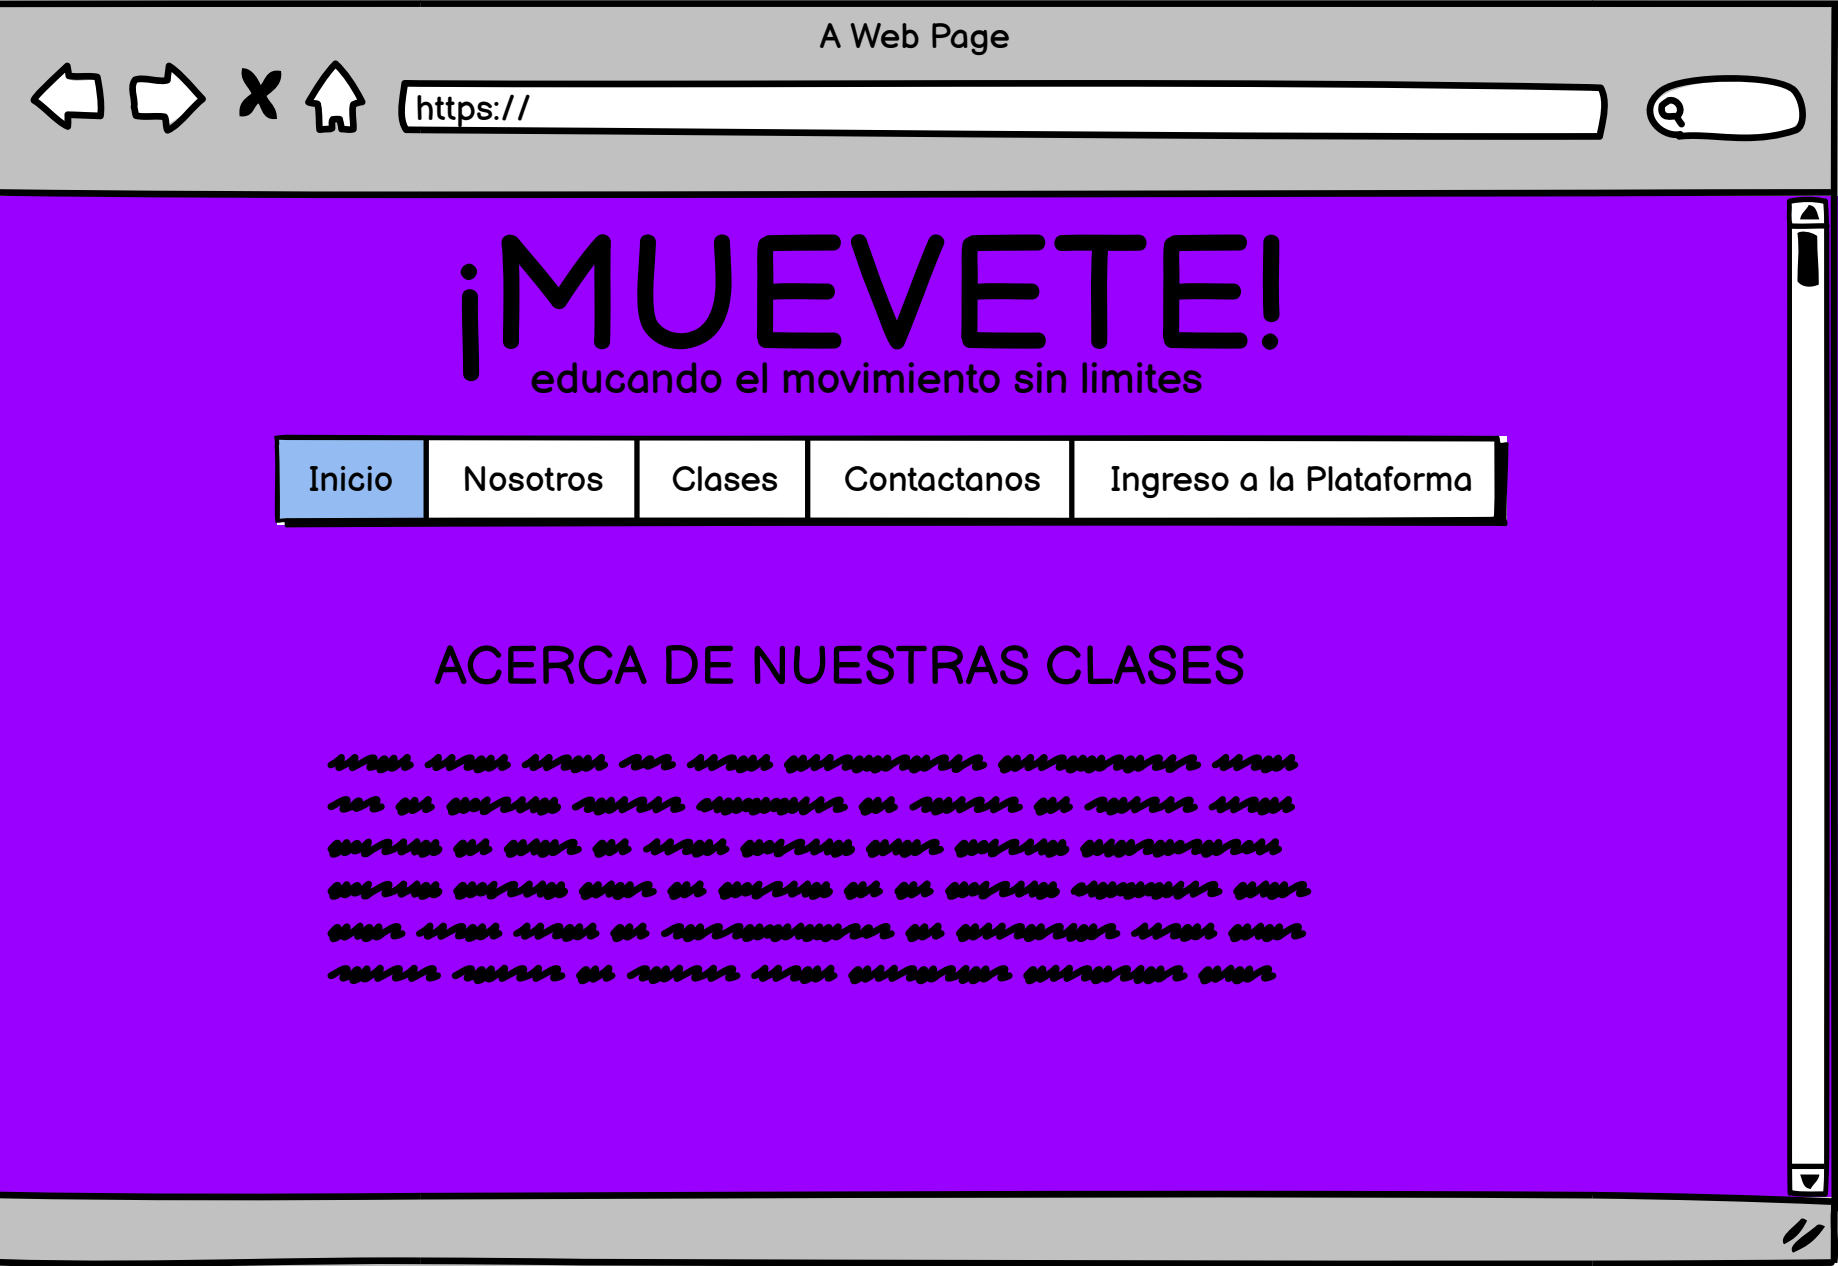 A Web Page
https://
¡MUEVETE!
educando el movimiento sin limites
Inicio Nosotros Clases Contactanos Ingreso a la Plataforma
ACERCA DE NUESTRAS CLASES